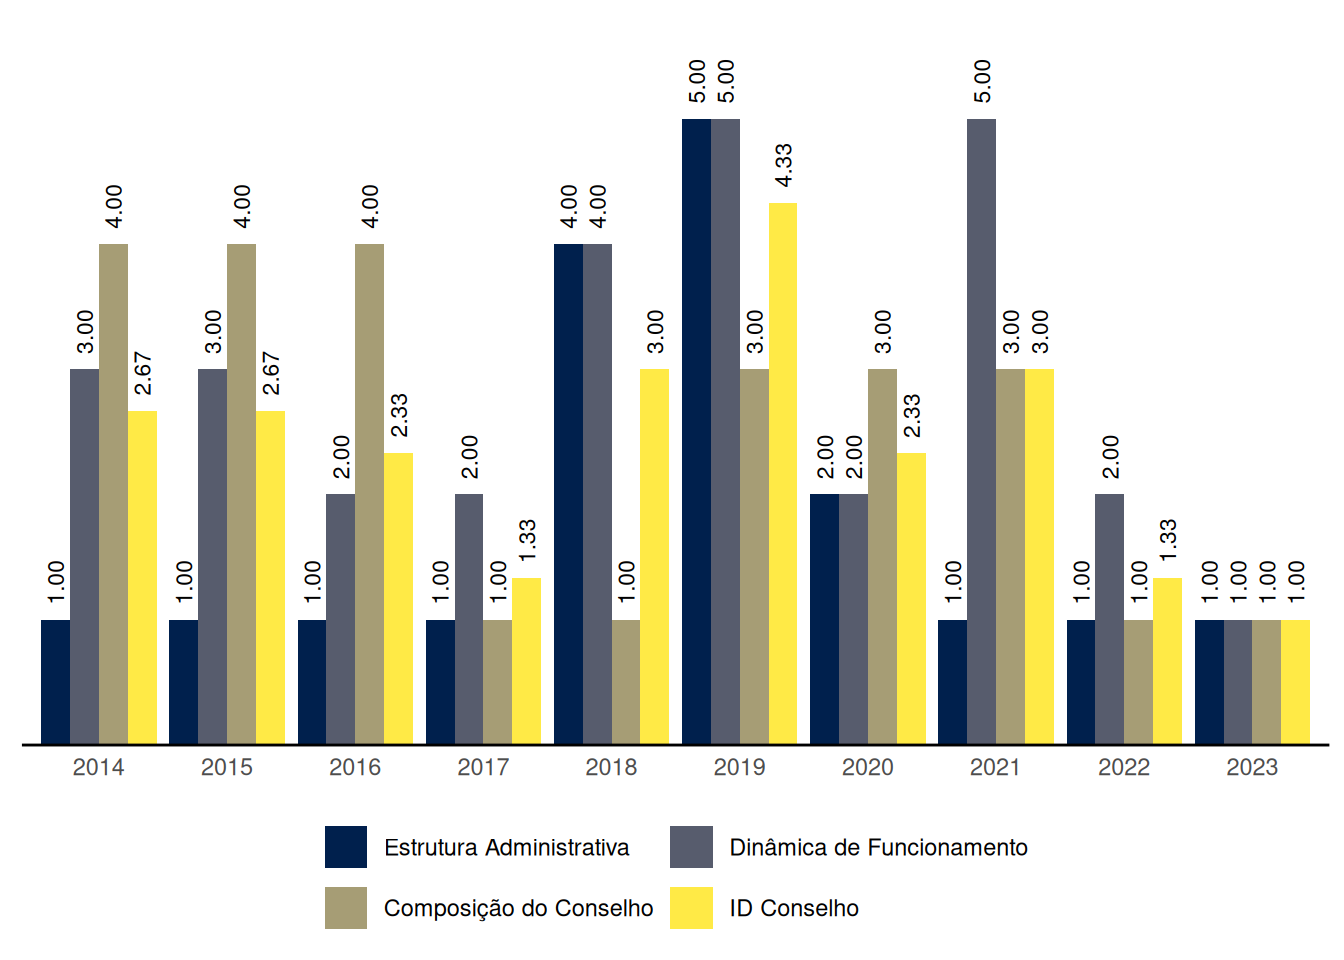 1.00 3.00 4.00 2.67
1.00 3.00 4.00 2.67
1.00 2.00 4.00 2.33
1.00 2.00 1.00 1.33
4.00 4.00 1.00 3.00
5.00 5.00 3.00 4.33
2.00 2.00 3.00 2.33
1.00 5.00 3.00 3.00
1.00 2.00 1.00 1.33
1.00 1.00 1.00 1.00
2014 2015 2016 2017 2018 2019 2020 2021 2022 2023
Estrutura Administrativa Dinâmica de Funcionamento
Composição do Conselho ID Conselho